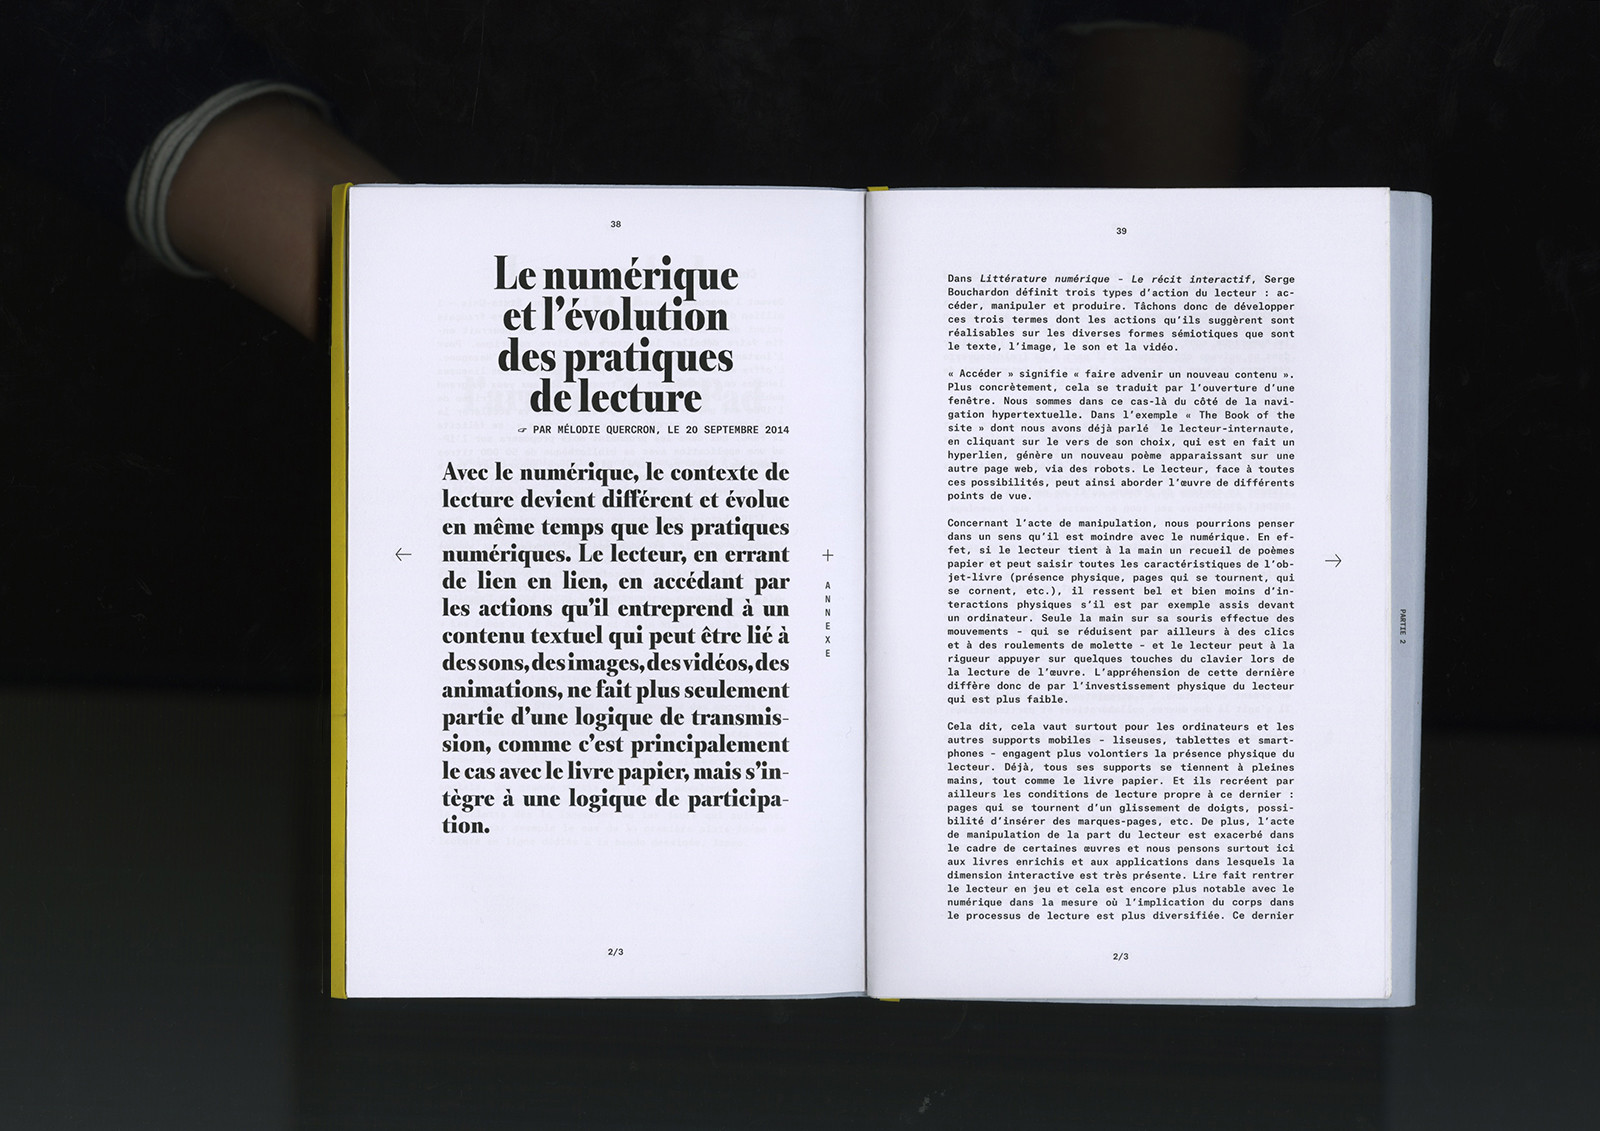 38
Le numérique
et l'évolution
des pratiques
de lecture
☞ PAR MÉLODIE QUERCRON, LE 20 SEPTEMBRE 2014
Avec le numérique, le contexte de
lecture devient différent et évolue
en même temps que les pratiques
numériques. Le lecteur, en errant
de lien en lien, en accédant par
les actions qu'il entreprend à un
contenu textuel qui peut être lié à
des sons, des images, des vidéos, des
animations, ne fait plus seulement
partie d'une logique de transmis-
sion, comme c'est principalement
le cas avec le livre papier, mais s'in-
tègre à une logique de participa-
tion.
←
+
ANNEXE
2/3
39
Dans Littérature numérique - Le récit interactif, Serge
Bouchardon définit trois types d'action du lecteur : ac-
céder, manipuler et produire. Tâchons donc de développer
ces trois termes dont les actions qu'ils suggèrent sont
réalisables sur les diverses formes sémiotiques que sont
le texte, l'image, le son et la vidéo.
« Accéder » signifie « faire advenir un nouveau contenu ».
Plus concrètement, cela se traduit par l'ouverture d'une
fenêtre. Nous sommes dans ce cas-là du côté de la navi-
gation hypertextuelle. Dans l'exemple « The Book of the
site » dont nous avons déjà parlé le lecteur-internaute,
en cliquant sur le vers de son choix, qui est en fait un
hyperlien, génère un nouveau poème apparaissant sur une
autre page web, via des robots. Le lecteur, face à toutes
ces possibilités, peut ainsi aborder l'œuvre de différents
points de vue.
Concernant l'acte de manipulation, nous pourrions penser
dans un sens qu'il est moindre avec le numérique. En ef-
fet, si le lecteur tient à la main un recueil de poèmes
papier et peut saisir toutes les caractéristiques de l'ob-
jet-livre (présence physique, pages qui se tournent, qui
se cornent, etc.), il ressent bel et bien moins d'in-
teractions physiques s'il est par exemple assis devant
un ordinateur. Seule la main sur sa souris effectue des
mouvements - qui se réduisent par ailleurs à des clics
et à des roulements de molette - et le lecteur peut à la
rigueur appuyer sur quelques touches du clavier lors de
la lecture de l'œuvre. L'appréhension de cette dernière
diffère donc de par l'investissement physique du lecteur
qui est plus faible.
Cela dit, cela vaut surtout pour les ordinateurs et les
autres supports mobiles - liseuses, tablettes et smart-
phones - engagent plus volontiers la présence physique du
lecteur. Déjà, tous ses supports se tiennent à pleines
mains, tout comme le livre papier. Et ils recréent par
ailleurs les conditions de lecture propre à ce dernier :
pages qui se tournent d'un glissement de doigts, possi-
bilité d'insérer des marques-pages, etc. De plus, l'acte
de manipulation de la part du lecteur est exacerbé dans
le cadre de certaines œuvres et nous pensons surtout ici
aux livres enrichis et aux applications dans lesquels la
dimension interactive est très présente. Lire fait rentrer
le lecteur en jeu et cela est encore plus notable avec le
numérique dans la mesure où l'implication du corps dans
le processus de lecture est plus diversifiée. Ce dernier
→
PARTIE 2
2/3